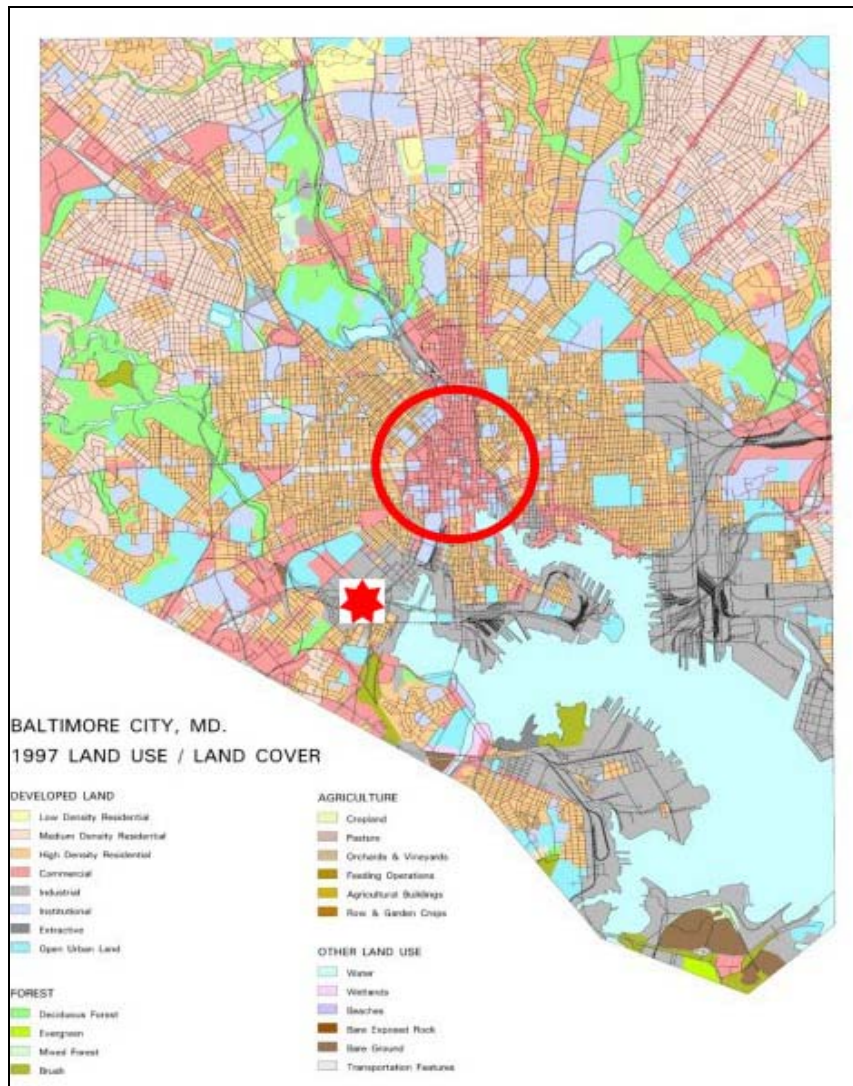 BALTIMORE CITY, MD.
1997 LAND USE / LAND COVER
DEVELOPED LAND
Low Density Residential
Medium Density Residential
High Density Residential
Commercial
Industrial
Institutional
Extractive
Open Urban Land
FOREST
Deciduous Forest
Evergreen
Mixed Forest
Brush
AGRICULTURE
Cropland
Pasture
Orchards & Vineyards
Feeding Operations
Agricultural Buildings
Row & Garden Crops
OTHER LAND USE
Water
Wetlands
Beaches
Bare Exposed Rock
Bare Ground
Transportation Features